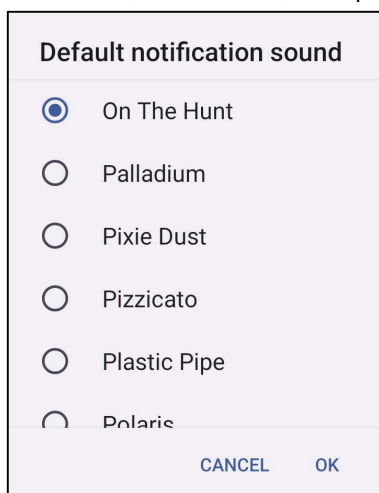 Default notification sound
On The Hunt
Palladium
Pixie Dust
Pizzicato
Plastic Pipe
Polaris
CANCEL OK